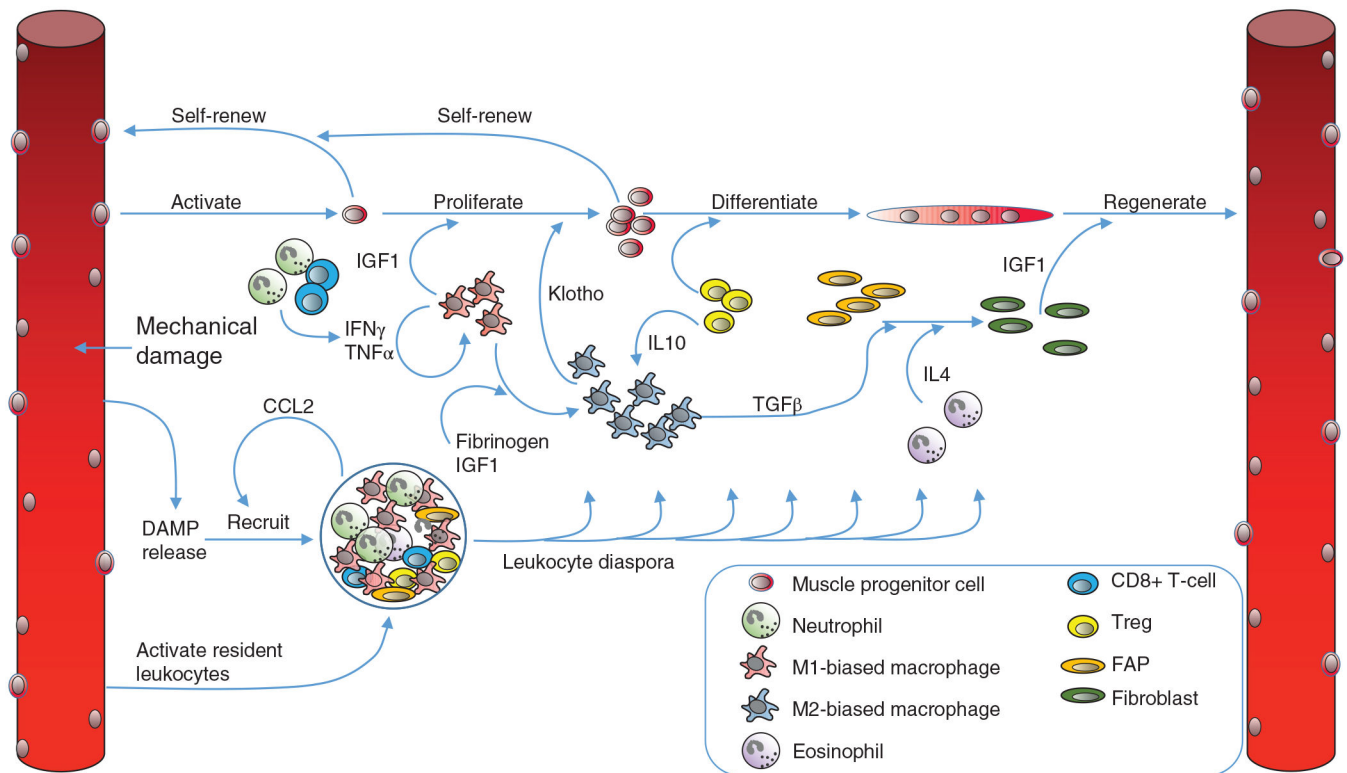 Self-renew
Self-renew
Activate
Proliferate
Differentiate
Regenerate
IGF1
Klotho
IGF1
Mechanical
damage
IFNγ
TNFα
IL10
IL4
TGFβ
CCL2
Fibrinogen
IGF1
DAMP
release
Recruit
Leukocyte diaspora
Activate resident
leukocytes
Muscle progenitor cell
Neutrophil
M1-biased macrophage
M2-biased macrophage
Eosinophil
CD8+ T-cell
Treg
FAP
Fibroblast